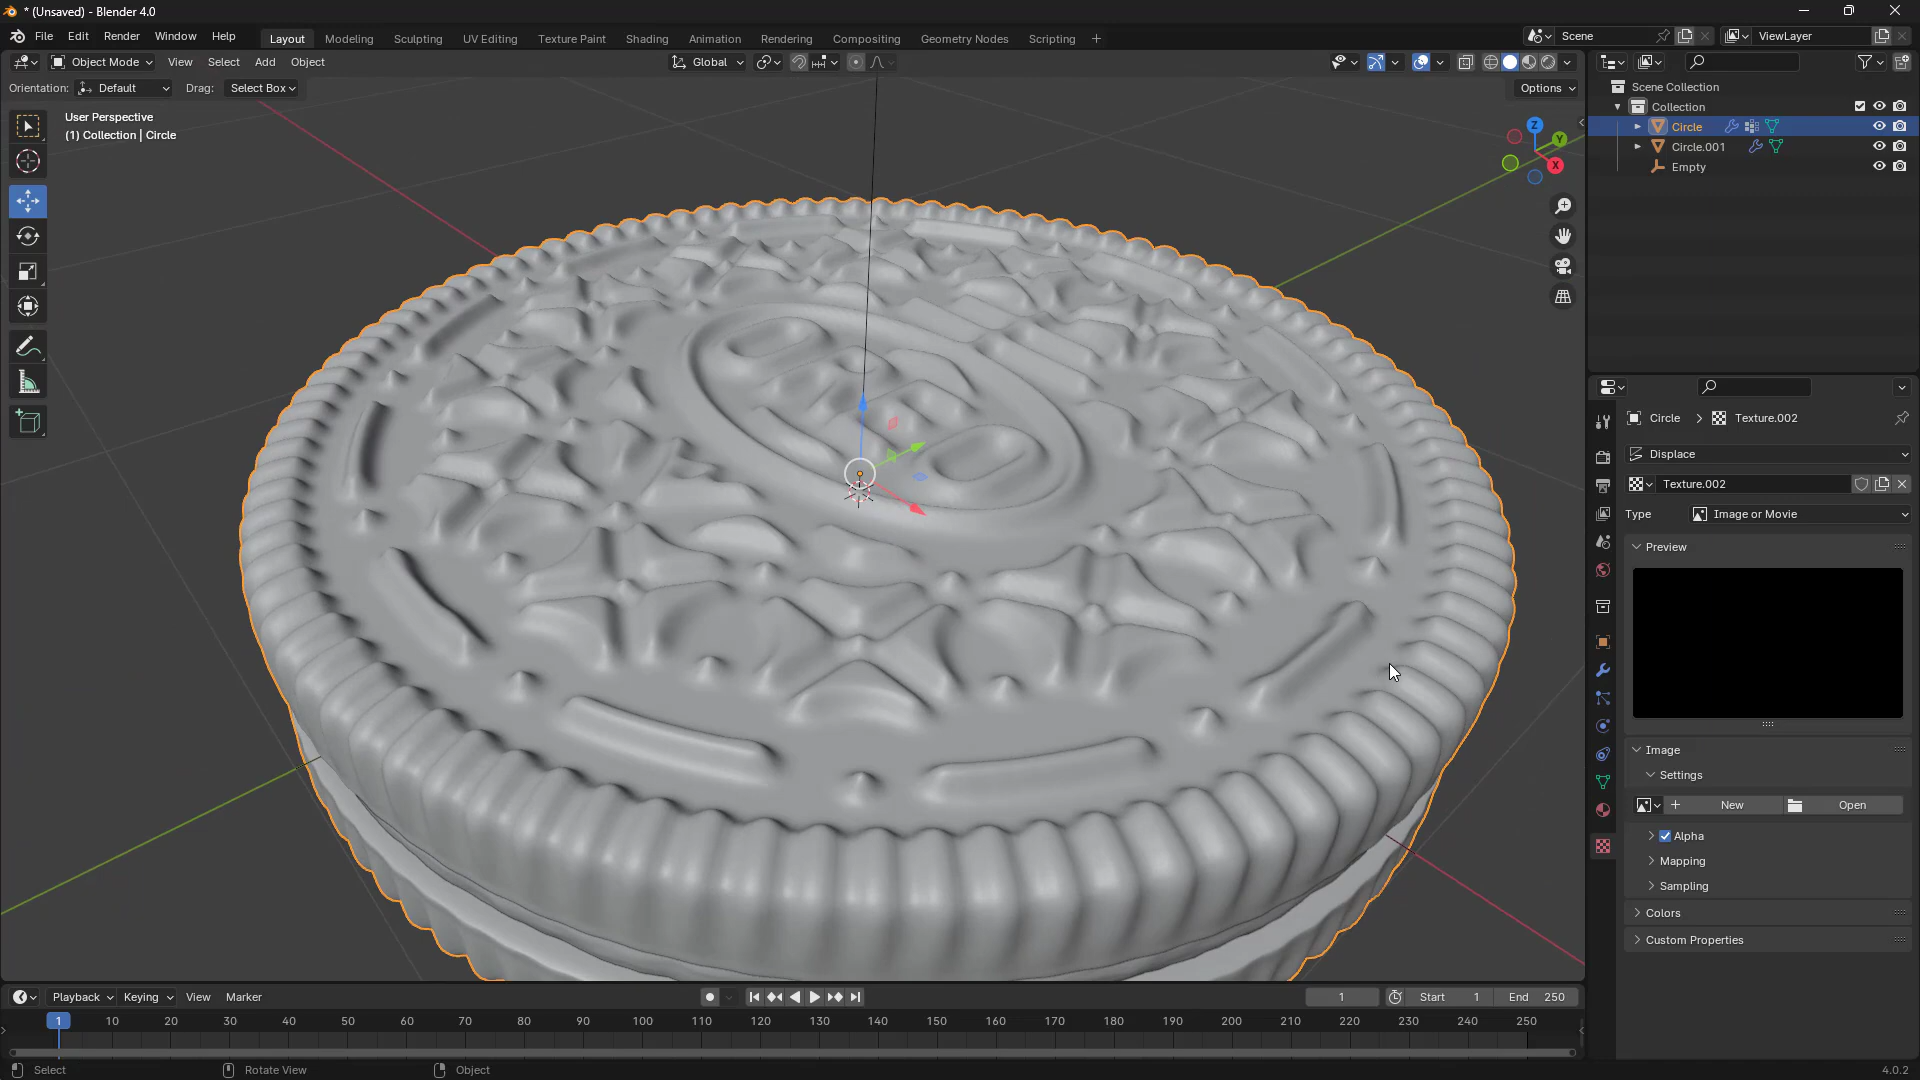 * (Unsaved) - Blender 4.0
File Edit Render Window Help
Layout Modeling Sculpting UV Editing Texture Paint Shading Animation Rendering Compositing Geometry Nodes Scripting +
Scene
ViewLayer
Object Mode View Select Add Object
Global
Orientation: Default Drag: Select Box
Options
User Perspective
(1) Collection | Circle
Z
Y
X
Scene Collection
Collection
Circle
Circle.001
Empty
Circle > Texture.002
Displace
Texture.002
Type Image or Movie
Preview
Image
Settings
+ New Open
Alpha
Mapping
Sampling
Colors
Custom Properties
Playback Keying View Marker
1 Start 1 End 250
1 10 20 30 40 50 60 70 80 90 100 110 120 130 140 150 160 170 180 190 200 210 220 230 240 250
Select Rotate View Object
4.0.2